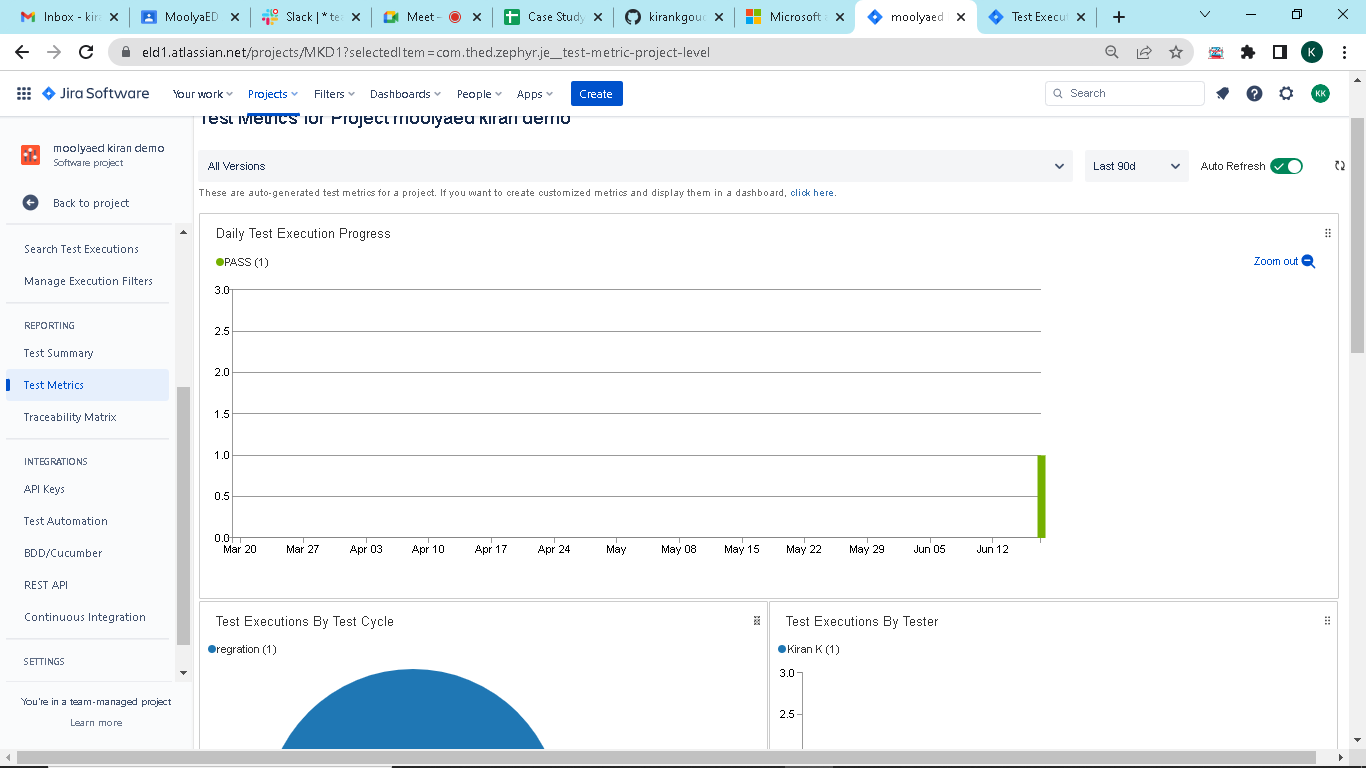 Inbox - kira
MoolyaED
Slack | * te
Meet -
Case Study
kirankgou
Microsoft
moolyaed
Test Execut
eld1.atlassian.net/projects/MKD1?selectedItem=com.thed.zephyr.je__test-metric-project-level
K
Jira Software
Your work
Projects
Filters
Dashboards
People
Apps
Create
Search
KK
moolyaed kiran demo
Software project
Back to project
Search Test Executions
Manage Execution Filters
REPORTING
Test Summary
Test Metrics
Traceability Matrix
INTEGRATIONS
API Keys
Test Automation
BDD/Cucumber
REST API
Continuous Integration
SETTINGS
You're in a team-managed project
Learn more
Test Metrics for Project moolyaed kiran demo
All Versions
Last 90d
Auto Refresh
These are auto-generated test metrics for a project. If you want to create customized metrics and display them in a dashboard, click here.
Daily Test Execution Progress
PASS (1)
Zoom out
3.0
2.5
2.0
1.5
1.0
0.5
0.0
Mar 20 Mar 27 Apr 03 Apr 10 Apr 17 Apr 24 May May 08 May 15 May 22 May 29 Jun 05 Jun 12
Test Executions By Test Cycle
regration (1)
Test Executions By Tester
Kiran K (1)
3.0
2.5